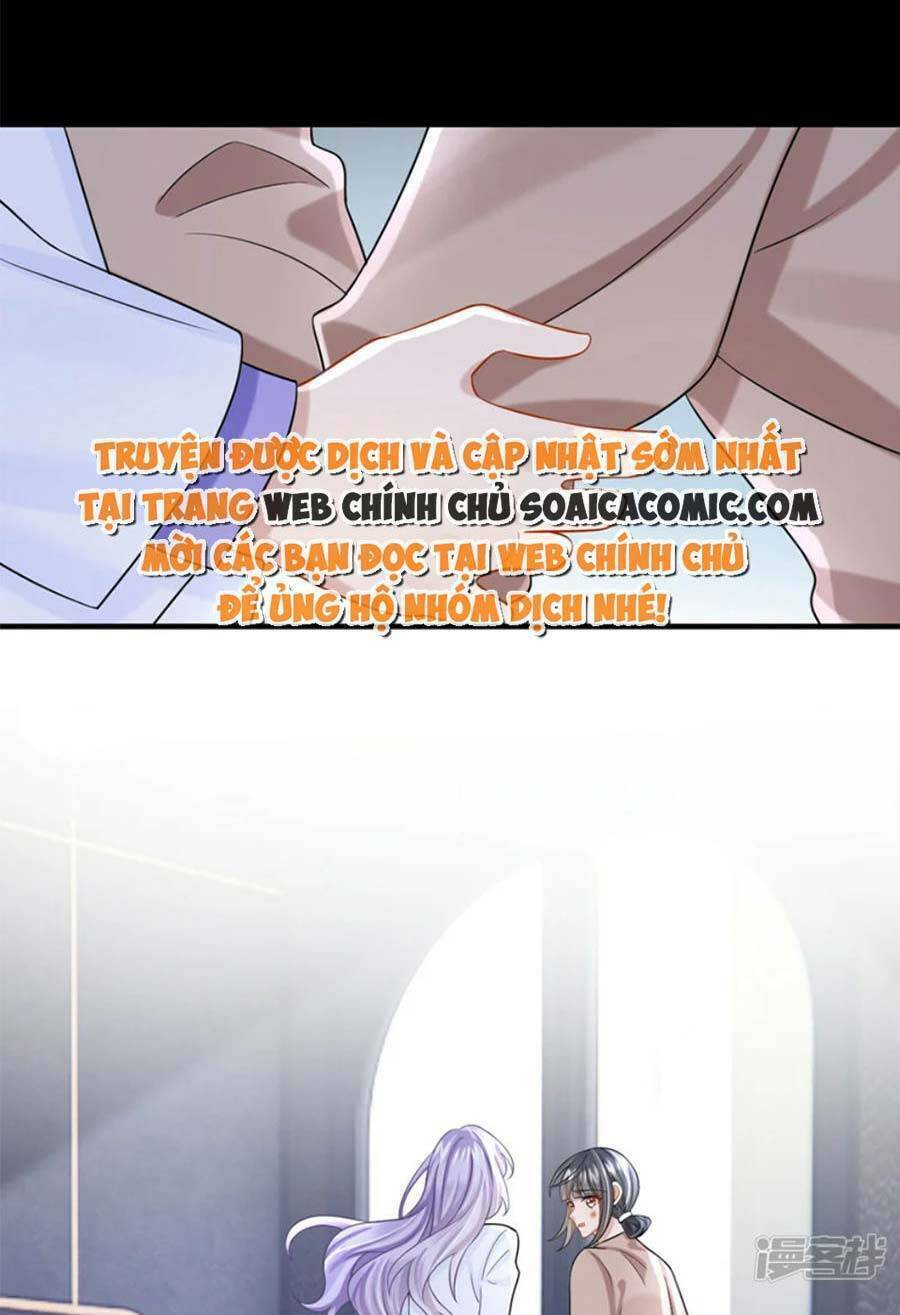 TRUYỆN ĐƯỢC DỊCH VÀ CẬP NHẬT SỚM NHẤT
TẠI TRANG WEB CHÍNH CHỦ SOAICACOMIC.COM
MỜI CÁC BẠN ĐỌC TẠI WEB CHÍNH CHỦ
ĐỂ ỦNG HỘ NHÓM DỊCH NHÉ!
漫客栈